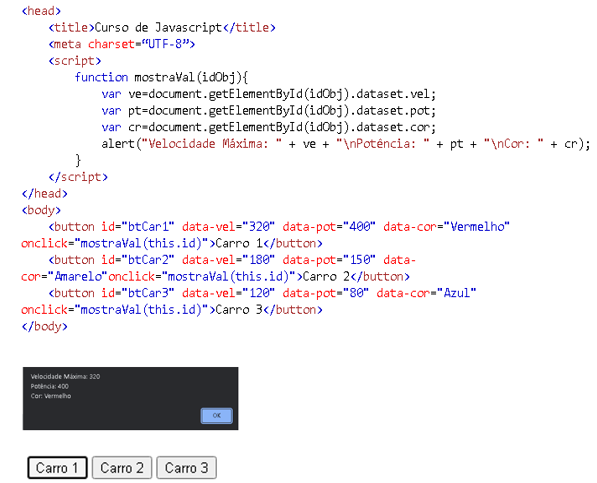 <head>
<title>Curso de Javascript</title>
<meta charset=“UTF-8”>
<script>
function mostraVal(idObj){
var ve=document.getElementById(idObj).dataset.vel;
var pt=document.getElementById(idObj).dataset.pot;
var cr=document.getElementById(idObj).dataset.cor;
alert("Velocidade Máxima: " + ve + "\nPotência: " + pt + "\nCor: " + cr);
}
</script>
</head>
<body>
<button id="btCar1" data-vel="320" data-pot="400" data-cor="Vermelho"
onclick="mostraVal(this.id)">Carro 1</button>
<button id="btCar2" data-vel="180" data-pot="150" data-
cor="Amarelo"onclick="mostraVal(this.id)">Carro 2</button>
<button id="btCar3" data-vel="120" data-pot="80" data-cor="Azul"
onclick="mostraVal(this.id)">Carro 3</button>
</body>
Velocidade Máxima: 320
Potência: 400
Cor: Vermelho
OK
Carro 1 Carro 2 Carro 3